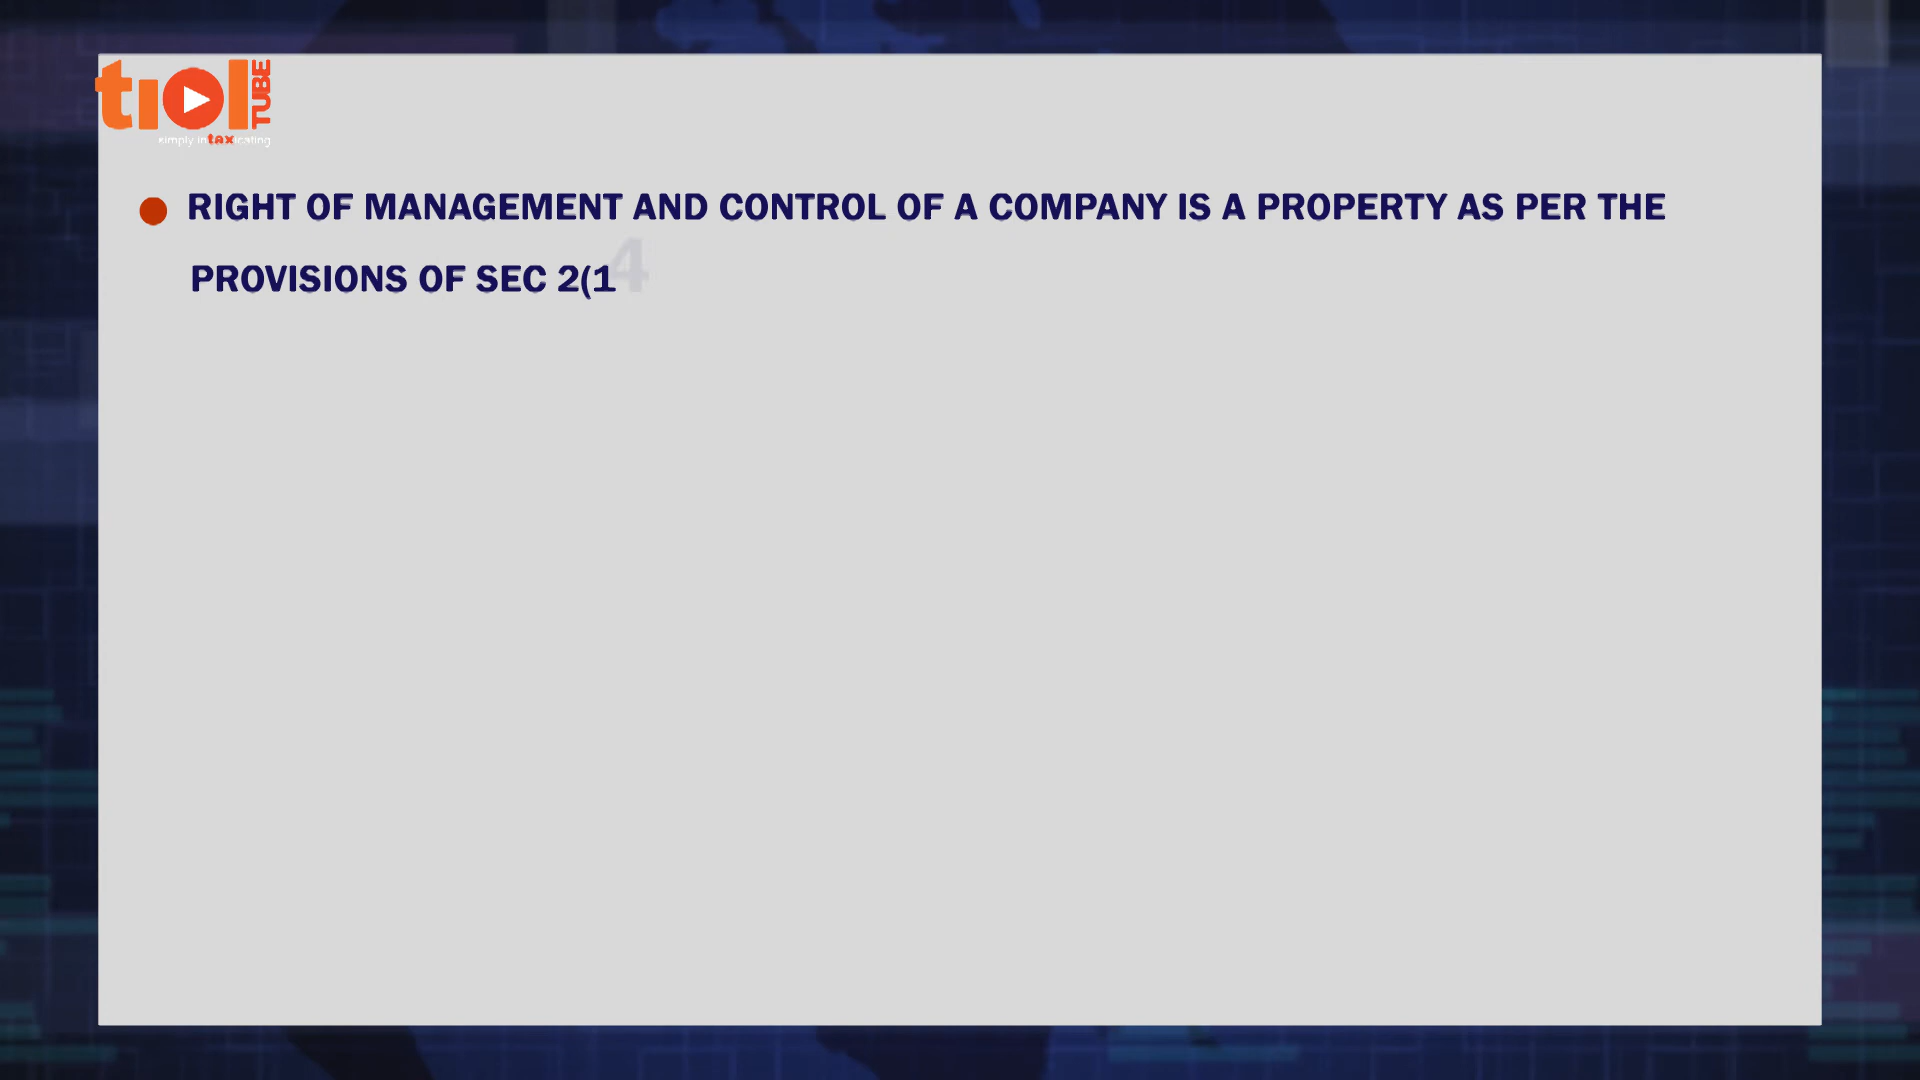 tiol TUBE
simply intaxicating
RIGHT OF MANAGEMENT AND CONTROL OF A COMPANY IS A PROPERTY AS PER THE
PROVISIONS OF SEC 2(14